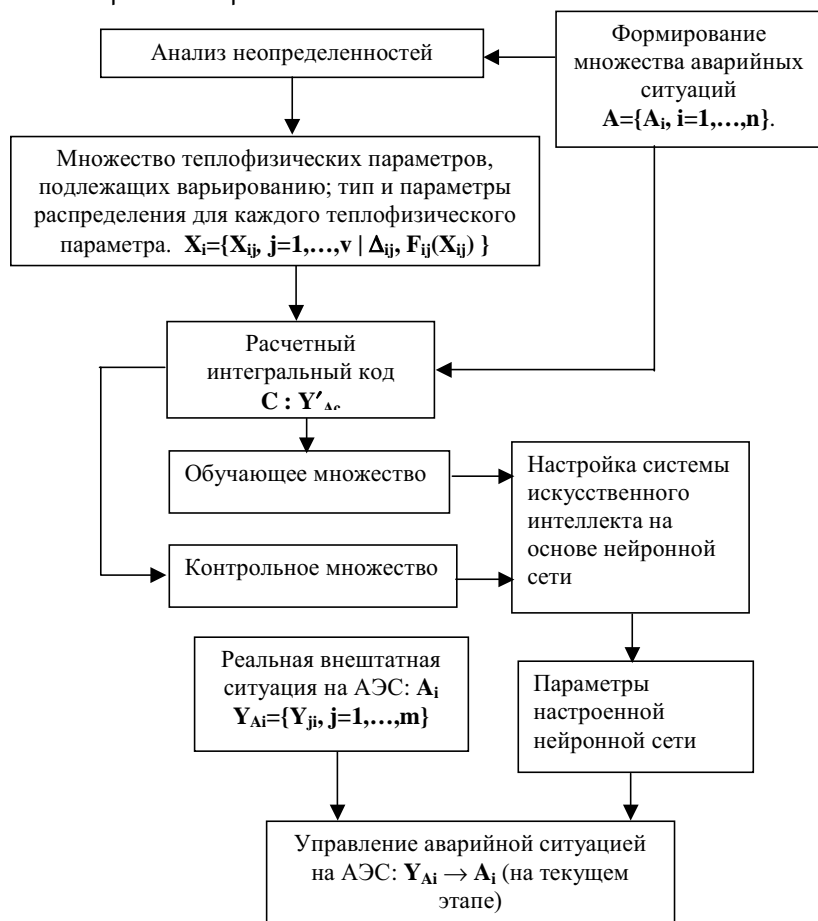 Анализ неопределенностей
Формирование
множества аварийных
ситуаций
A={Ai, i=1,…,n}.
Множество теплофизических параметров,
подлежащих варьированию; тип и параметры
распределения для каждого теплофизического
параметра. Xi={Xij, j=1,…,v | Δij, Fij(Xij) }
Расчетный
интегральный код
C : Y′
Обучающее множество
Настройка системы
искусственного
интеллекта на
основе нейронной
сети
Контрольное множество
Реальная внештатная
ситуация на АЭС: Ai
YAi={Yji, j=1,…,m}
Параметры
настроенной
нейронной сети
Управление аварийной ситуацией
на АЭС: YAi → Ai (на текущем
этапе)